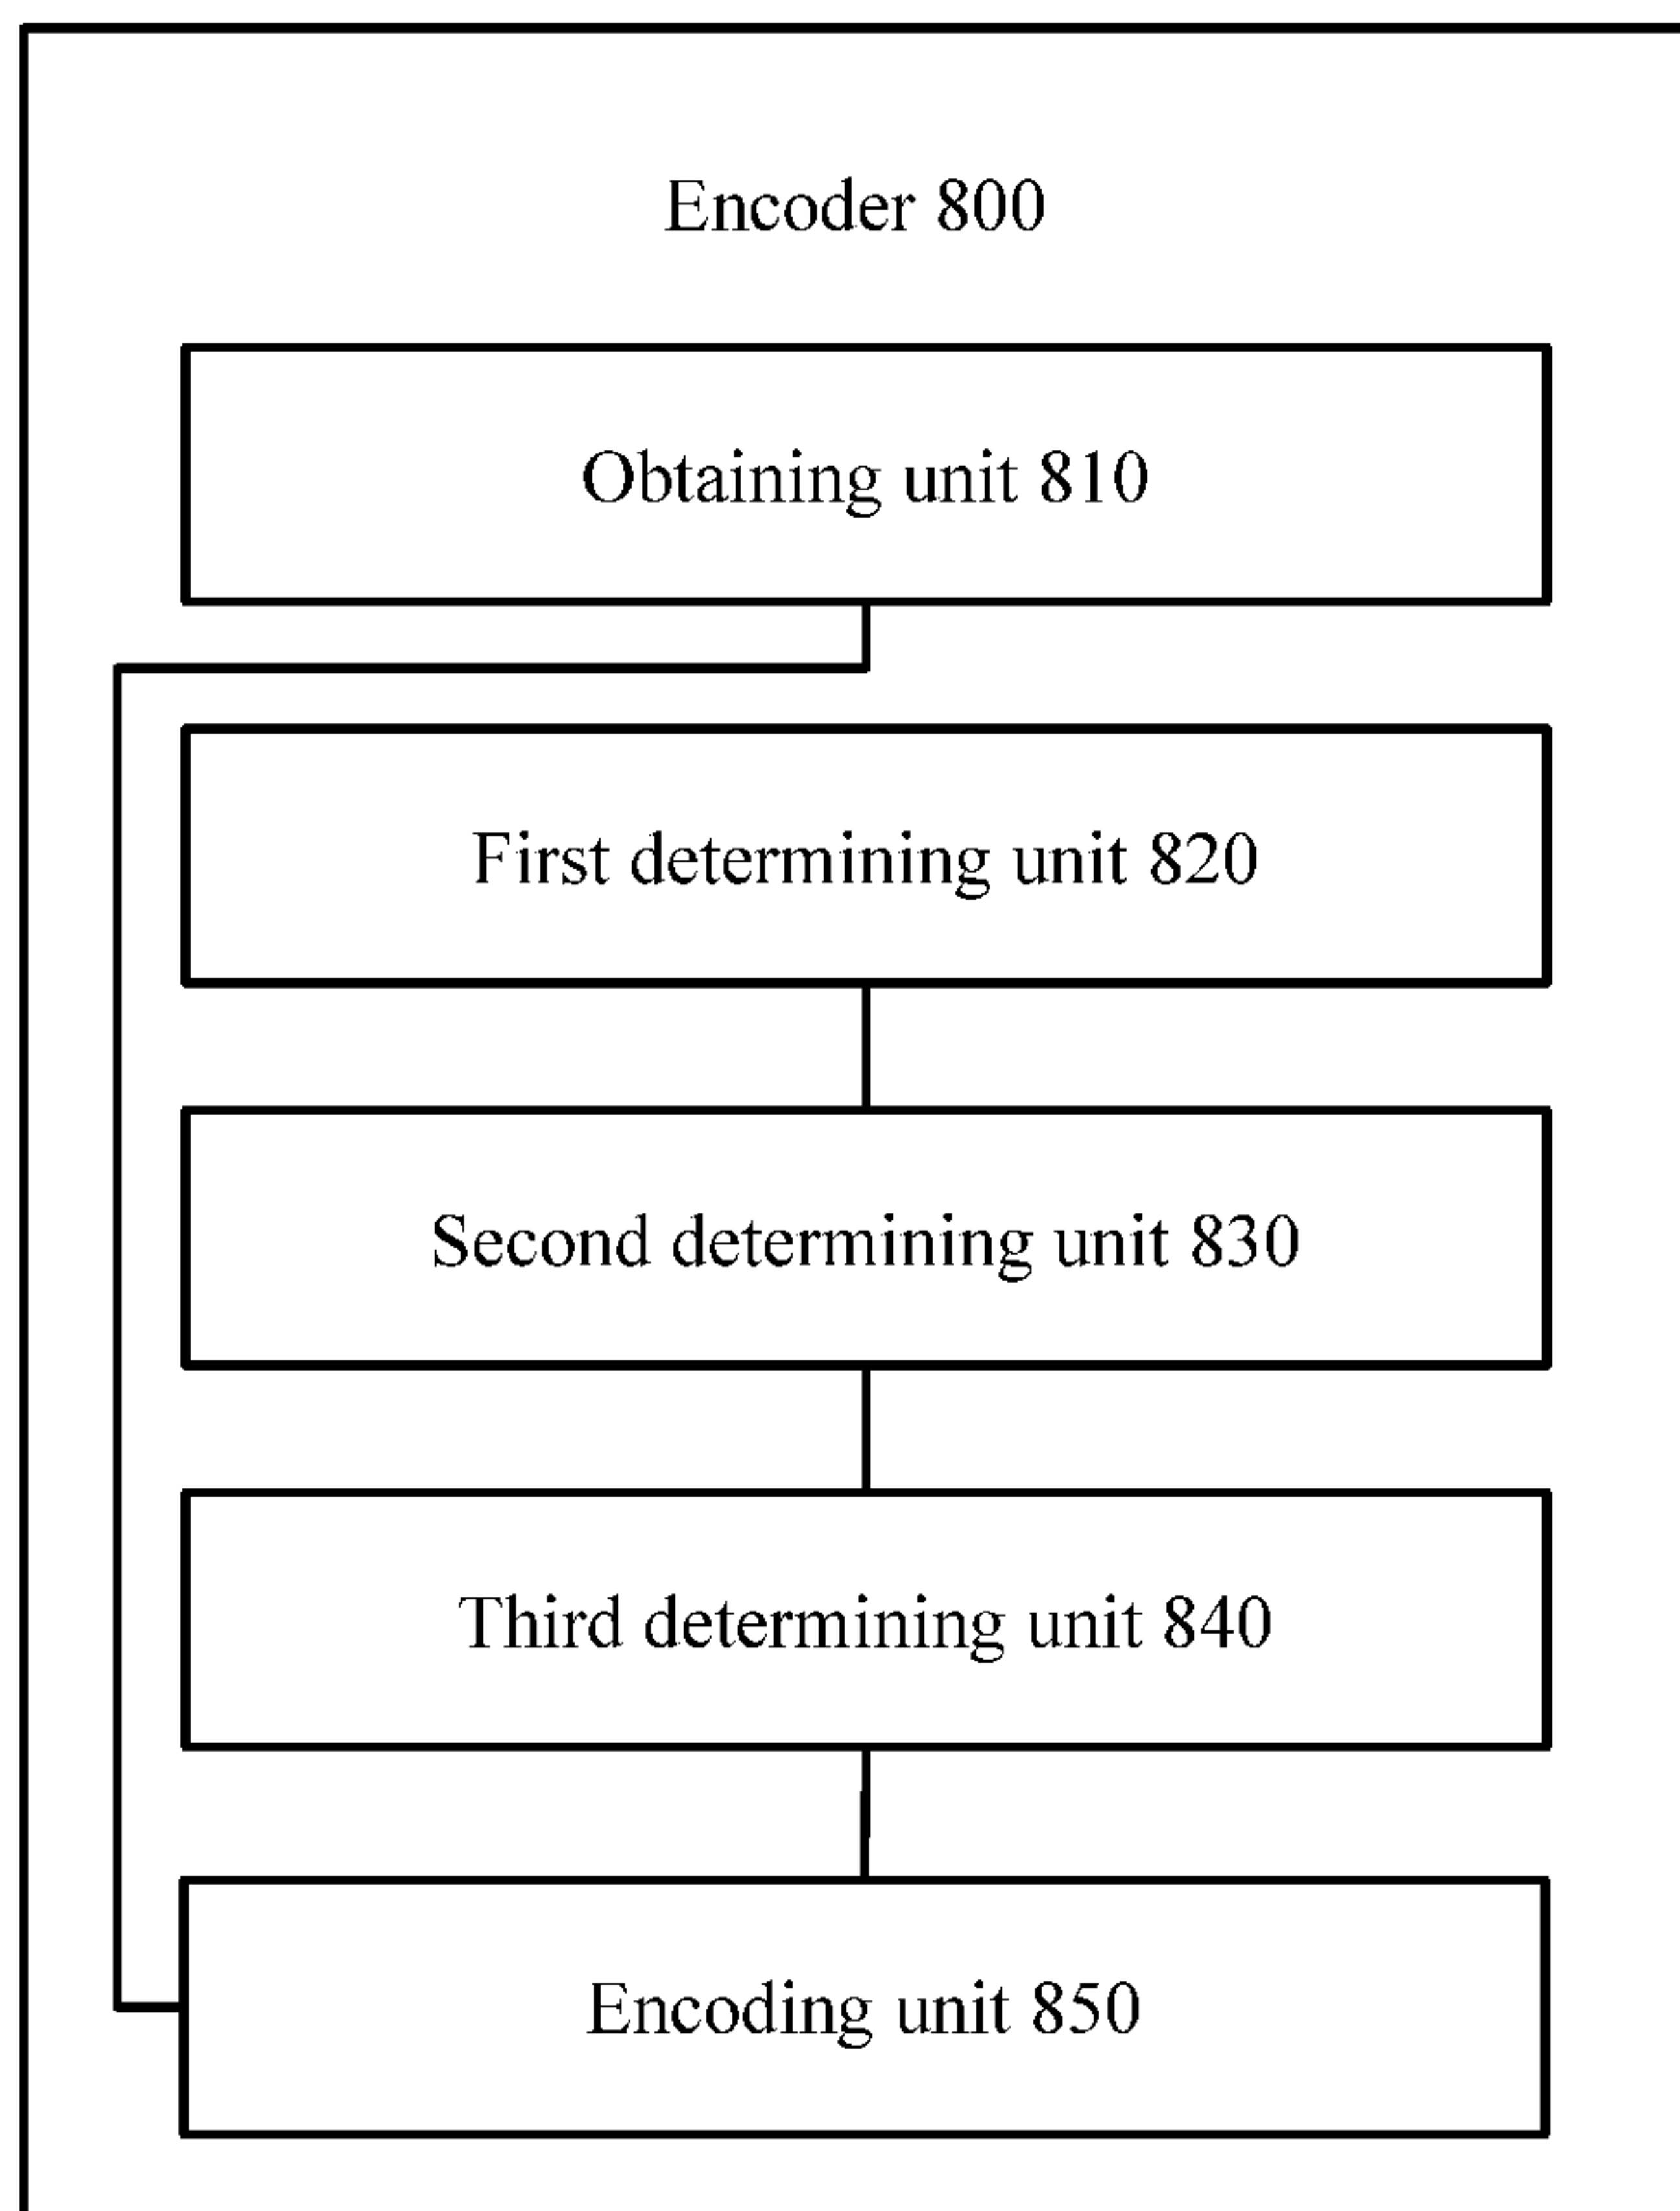 Encoder 800
Obtaining unit 810
First determining unit 820
Second determining unit 830
Third determining unit 840
Encoding unit 850